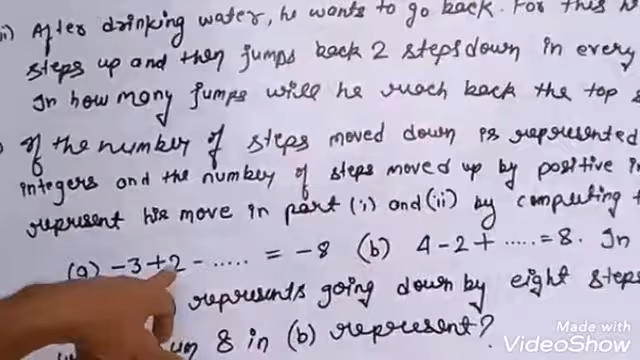 ii) After drinking water, he wants to go back. For this he
steps up and then jumps back 2 steps down in every
In how many jumps will he reach back the top
If the number of steps moved down is represented
integers and the number of steps moved up by positive
represent his move in part (i) and (ii) by completing
(a) -3+2- ..... = -8 (b) 4-2+ .....=8. In
represents going down by eight steps
8 in (b) represent?
Made with
VideoShow